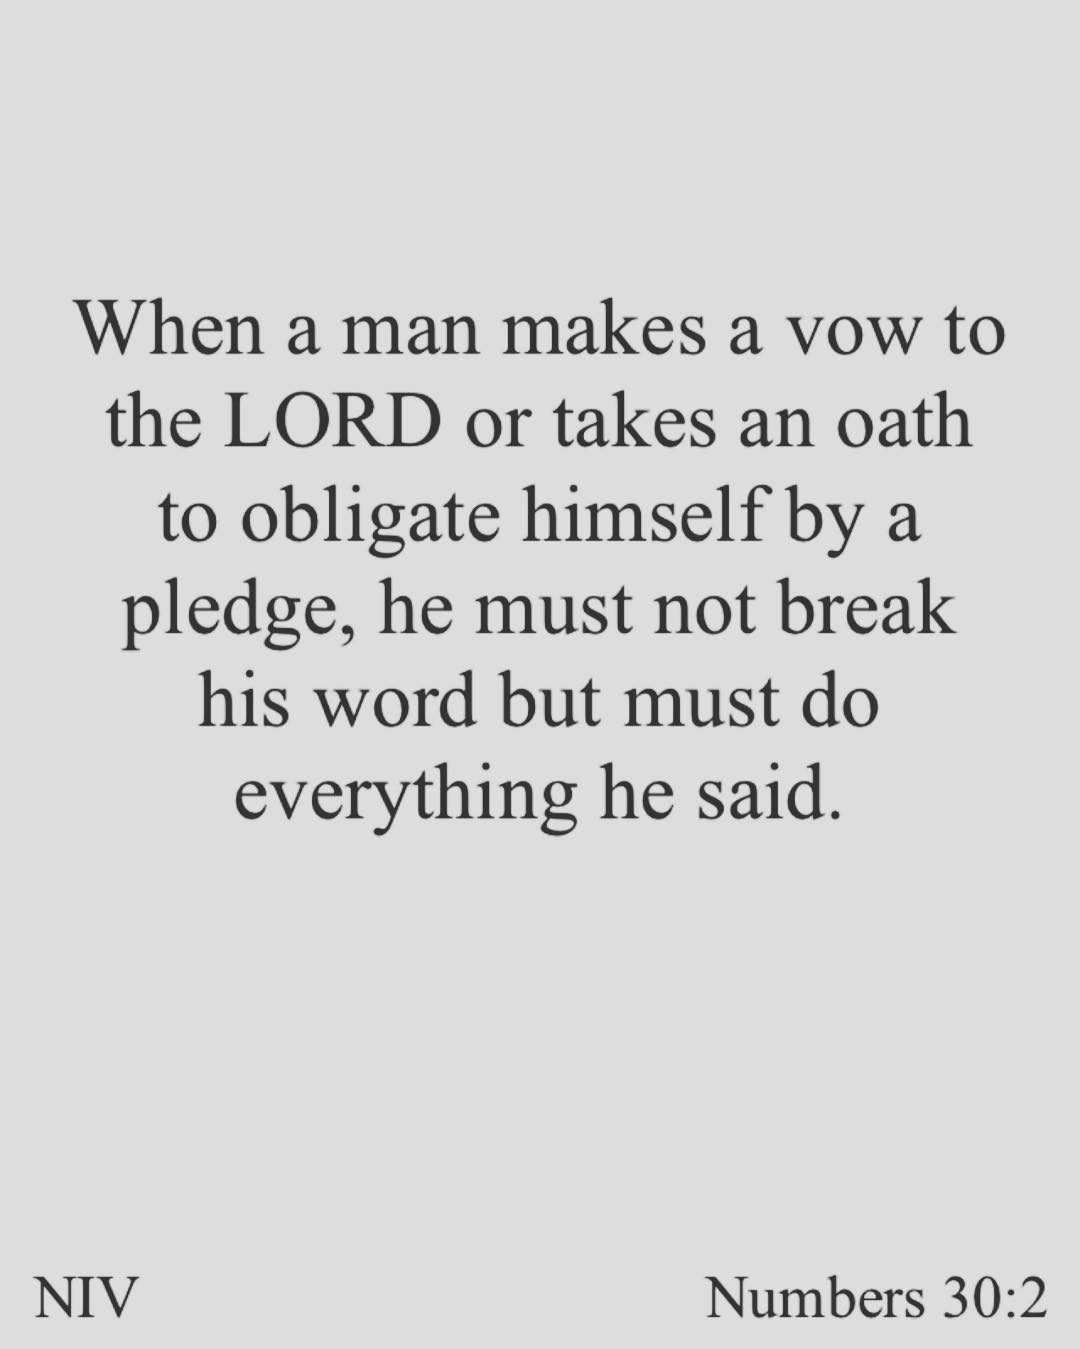 When a man makes a vow to
the LORD or takes an oath
to obligate himself by a
pledge, he must not break
his word but must do
everything he said.
NIV
Numbers 30:2